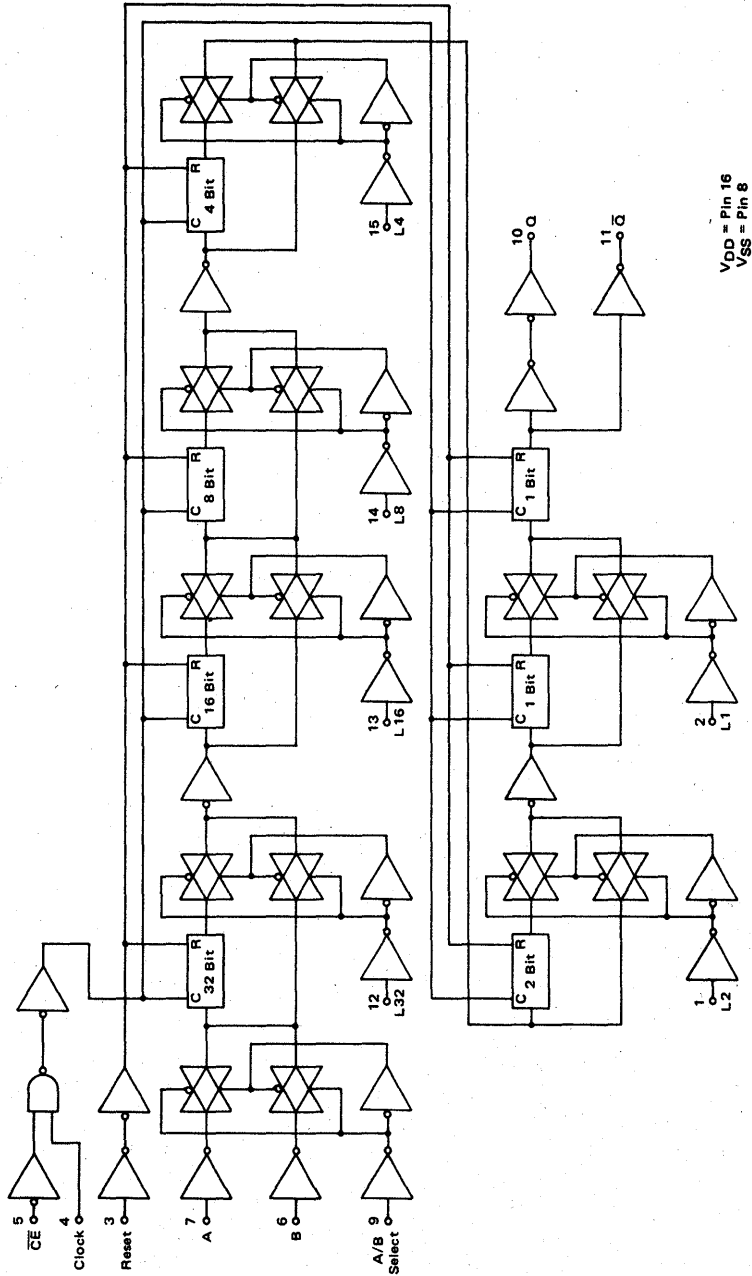 5
C̅E̅
4
Clock
3
Reset
7
A
6
B
9
A/B
Select
C
R
32 Bit
12
L32
C
R
16 Bit
13
L16
C
R
8 Bit
14
L8
C
R
4 Bit
15
L4
C
R
2 Bit
1
L2
C
R
1 Bit
2
L1
C
R
1 Bit
10
Q
11
Q̅
VDD = Pin 16
VSS = Pin 8